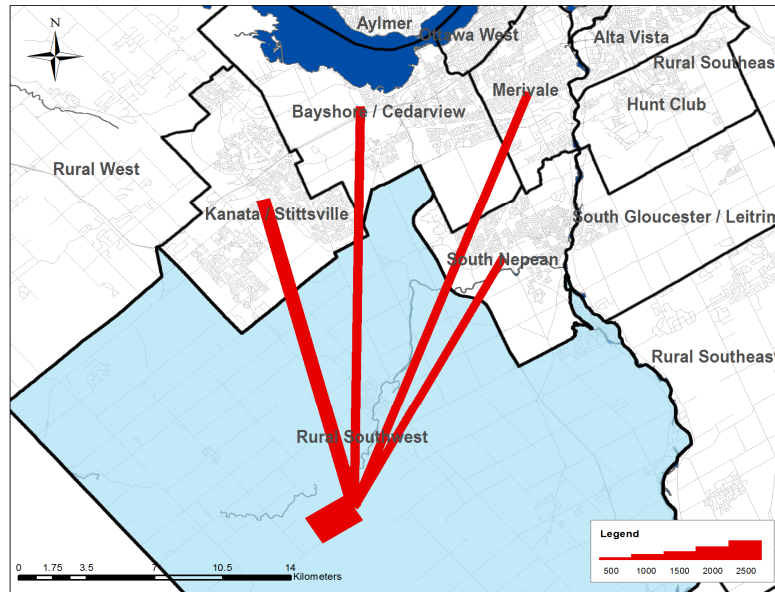 N
Aylmer
Ottawa West
Alta Vista
Rural Southeas
Merivale
Hunt Club
Bayshore / Cedarview
Rural West
Kanata / Stittsville
South Gloucester / Leitrin
South Nepean
Rural Southeast
Rural Southwest
Legend
500 1000 1500 2000 2500
0 1.75 3.5 7 10.5 14
Kilometers